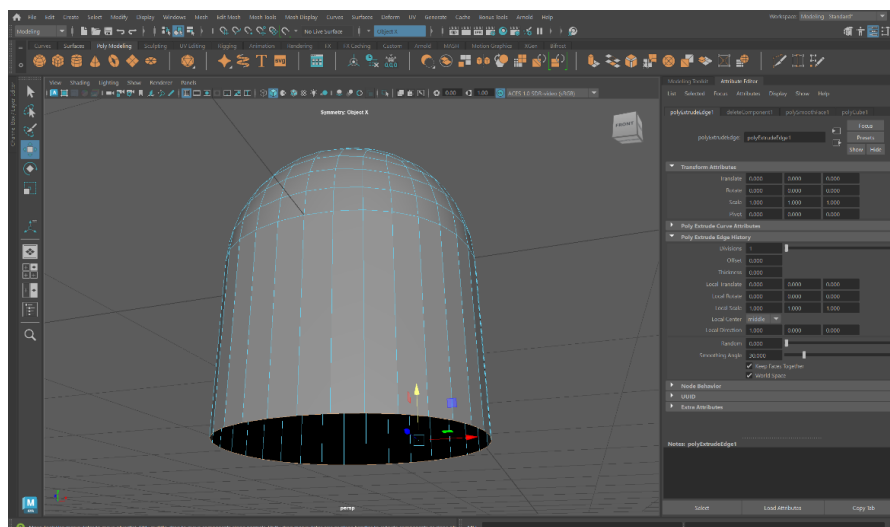 File Edit Create Select Modify Display Windows Mesh Edit Mesh Mesh Tools Mesh Display Curves Surfaces Deform UV Generate Cache Bonus Tools Arnold Help
Workspace: Modeling Standard*
Modeling
No Live Surface
Object X
Curves Surfaces Poly Modeling Sculpting UV Editing Rigging Animation Rendering FX FX Caching Custom Arnold MASH Motion Graphics XGen Bifrost
View Shading Lighting Show Renderer Panels
0.00 1.00 ACES 1.0 SDR-video (sRGB)
Symmetry: Object X
FRONT
persp
Modeling Toolkit Attribute Editor
List Selected Focus Attributes Display Show Help
polyExtrudeEdge1 deleteComponent1 polySmoothFace1 polyCube1
polyExtrudeEdge: polyExtrudeEdge1
Focus
Presets
Show Hide
Transform Attributes
Translate 0.000 0.000 0.000
Rotate 0.000 0.000 0.000
Scale 1.000 1.000 1.000
Pivot 0.000 0.000 0.000
Poly Extrude Curve Attributes
Poly Extrude Edge History
Divisions 1
Offset 0.000
Thickness 0.000
Local Translate 0.000 0.000 0.000
Local Rotate 0.000 0.000 0.000
Local Scale 1.000 1.000 1.000
Local Center middle
Local Direction 1.000 0.000 0.000
Random 0.000
Smoothing Angle 30.000
Keep Faces Together
World Space
Node Behavior
UUID
Extra Attributes
Notes: polyExtrudeEdge1
Select Load Attributes Copy Tab